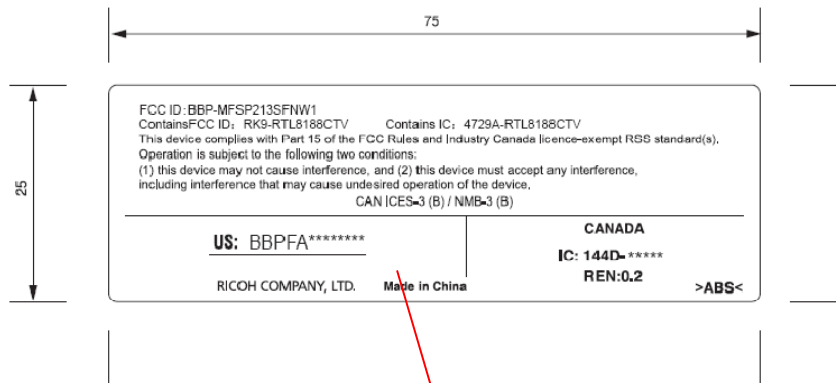 75
25
FCC ID:BBP-MFSP213SFNW1
ContainsFCC ID： RK9-RTL8188CTV Contains IC： 4729A-RTL8188CTV
This device complies with Part 15 of the FCC Rules and Industry Canada licence-exempt RSS standard(s).
Operation is subject to the following two conditions:
(1) this device may not cause interference, and (2) this device must accept any interference,
including interference that may cause undesired operation of the device.
CAN ICES-3 (B) / NMB-3 (B)
US: BBPFA********
RICOH COMPANY, LTD. Made in China
CANADA
IC: 144D-*****
REN:0.2
>ABS<